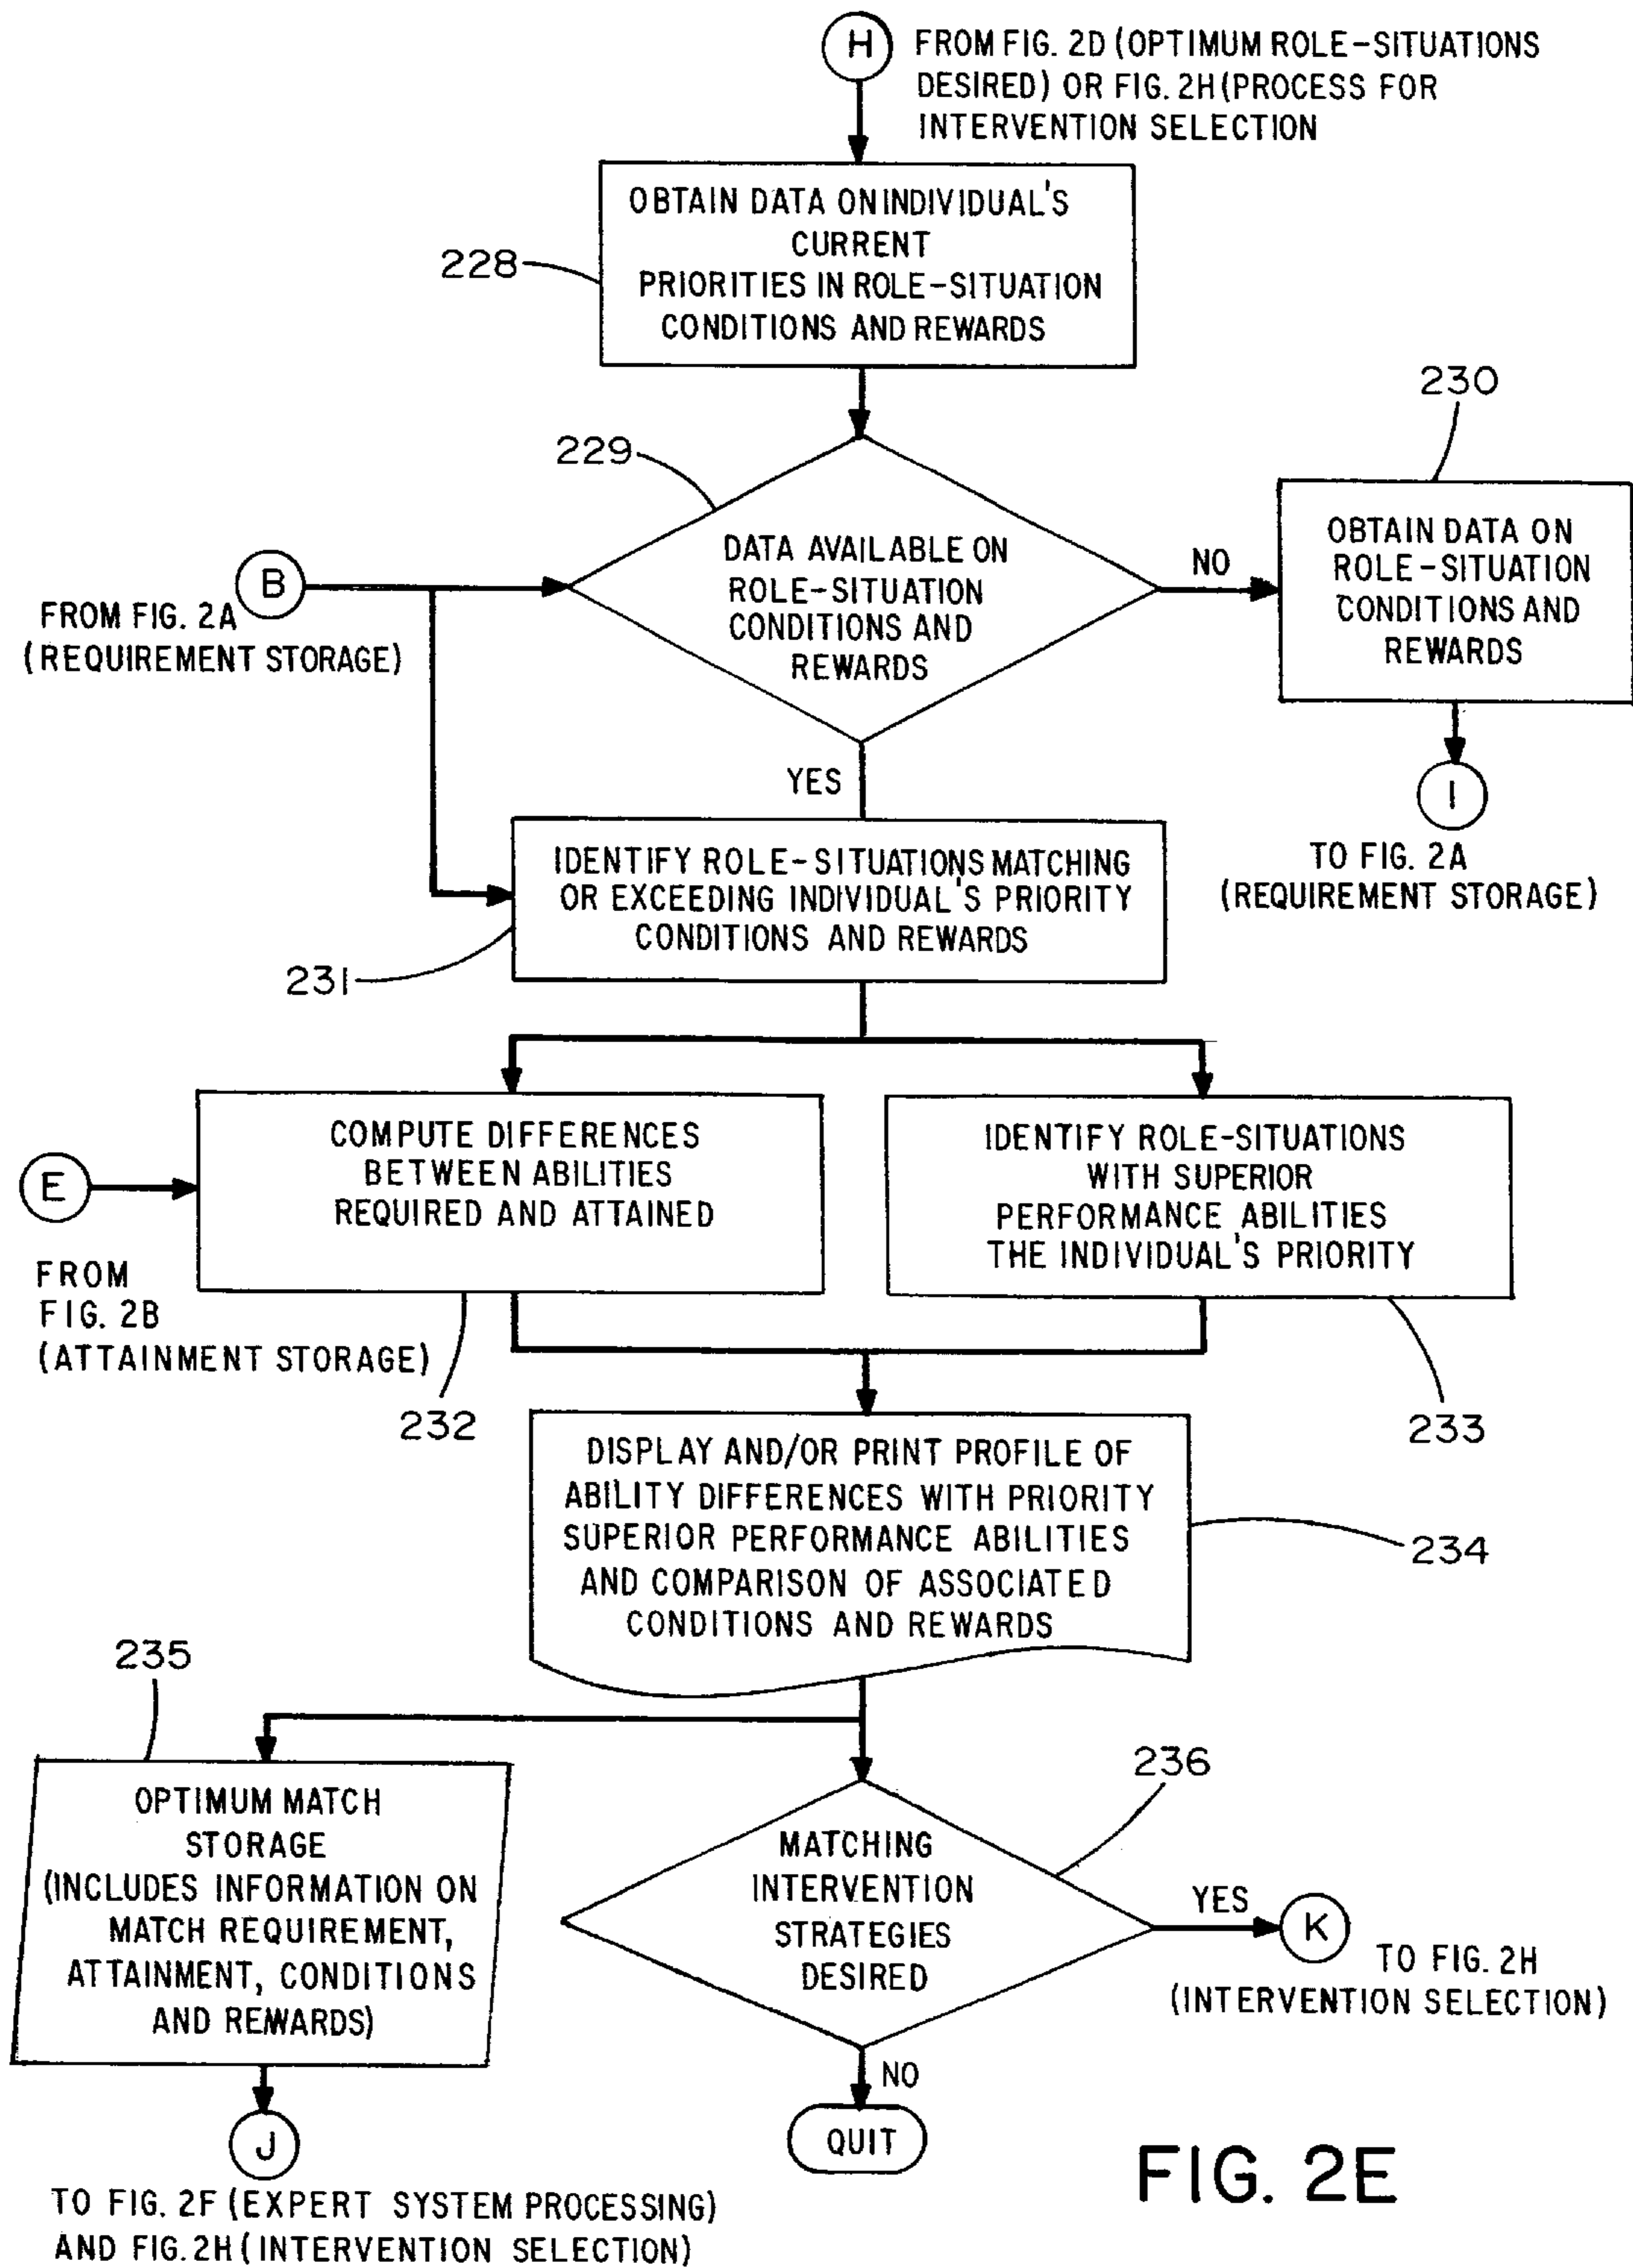 H
FROM FIG. 2D (OPTIMUM ROLE-SITUATIONS
DESIRED) OR FIG. 2H (PROCESS FOR
INTERVENTION SELECTION
OBTAIN DATA ON INDIVIDUAL'S
CURRENT
PRIORITIES IN ROLE-SITUATION
CONDITIONS AND REWARDS
228
229
230
DATA AVAILABLE ON
ROLE-SITUATION
CONDITIONS AND
REWARDS
NO
OBTAIN DATA ON
ROLE-SITUATION
CONDITIONS AND
REWARDS
B
FROM FIG. 2A
(REQUIREMENT STORAGE)
YES
I
TO FIG. 2A
(REQUIREMENT STORAGE)
IDENTIFY ROLE-SITUATIONS MATCHING
OR EXCEEDING INDIVIDUAL'S PRIORITY
CONDITIONS AND REWARDS
231
E
FROM
FIG. 2B
(ATTAINMENT STORAGE)
COMPUTE DIFFERENCES
BETWEEN ABILITIES
REQUIRED AND ATTAINED
232
IDENTIFY ROLE-SITUATIONS
WITH SUPERIOR
PERFORMANCE ABILITIES
THE INDIVIDUAL'S PRIORITY
233
DISPLAY AND/OR PRINT PROFILE OF
ABILITY DIFFERENCES WITH PRIORITY
SUPERIOR PERFORMANCE ABILITIES
AND COMPARISON OF ASSOCIATED
CONDITIONS AND REWARDS
234
235
OPTIMUM MATCH
STORAGE
(INCLUDES INFORMATION ON
MATCH REQUIREMENT,
ATTAINMENT, CONDITIONS
AND REWARDS)
236
MATCHING
INTERVENTION
STRATEGIES
DESIRED
YES
K
TO FIG. 2H
(INTERVENTION SELECTION)
NO
QUIT
J
TO FIG. 2F (EXPERT SYSTEM PROCESSING)
AND FIG. 2H (INTERVENTION SELECTION)
FIG. 2E